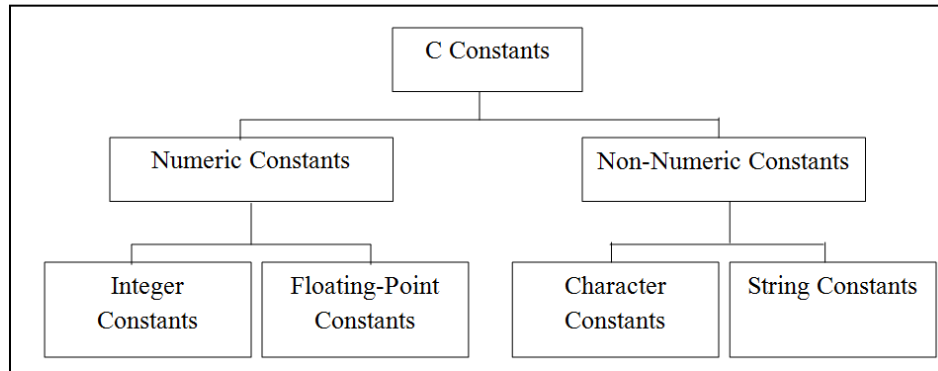 C Constants
Numeric Constants
Non-Numeric Constants
Integer
Constants
Floating-Point
Constants
Character
Constants
String Constants